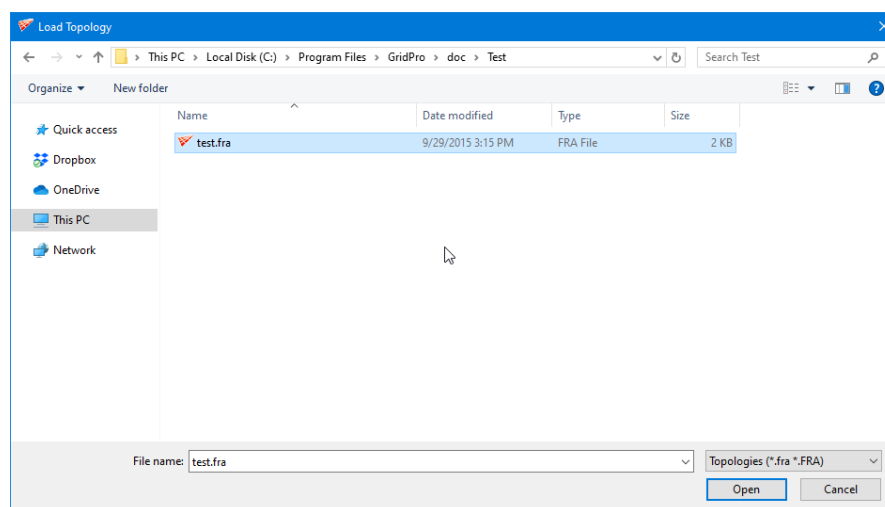 Load Topology
This PC > Local Disk (C:) > Program Files > GridPro > doc > Test
Search Test
Organize New folder
Name Date modified Type Size
test.fra 9/29/2015 3:15 PM FRA File 2 KB
Quick access
Dropbox
OneDrive
This PC
Network
File name: test.fra Topologies (*.fra *.FRA)
Open Cancel